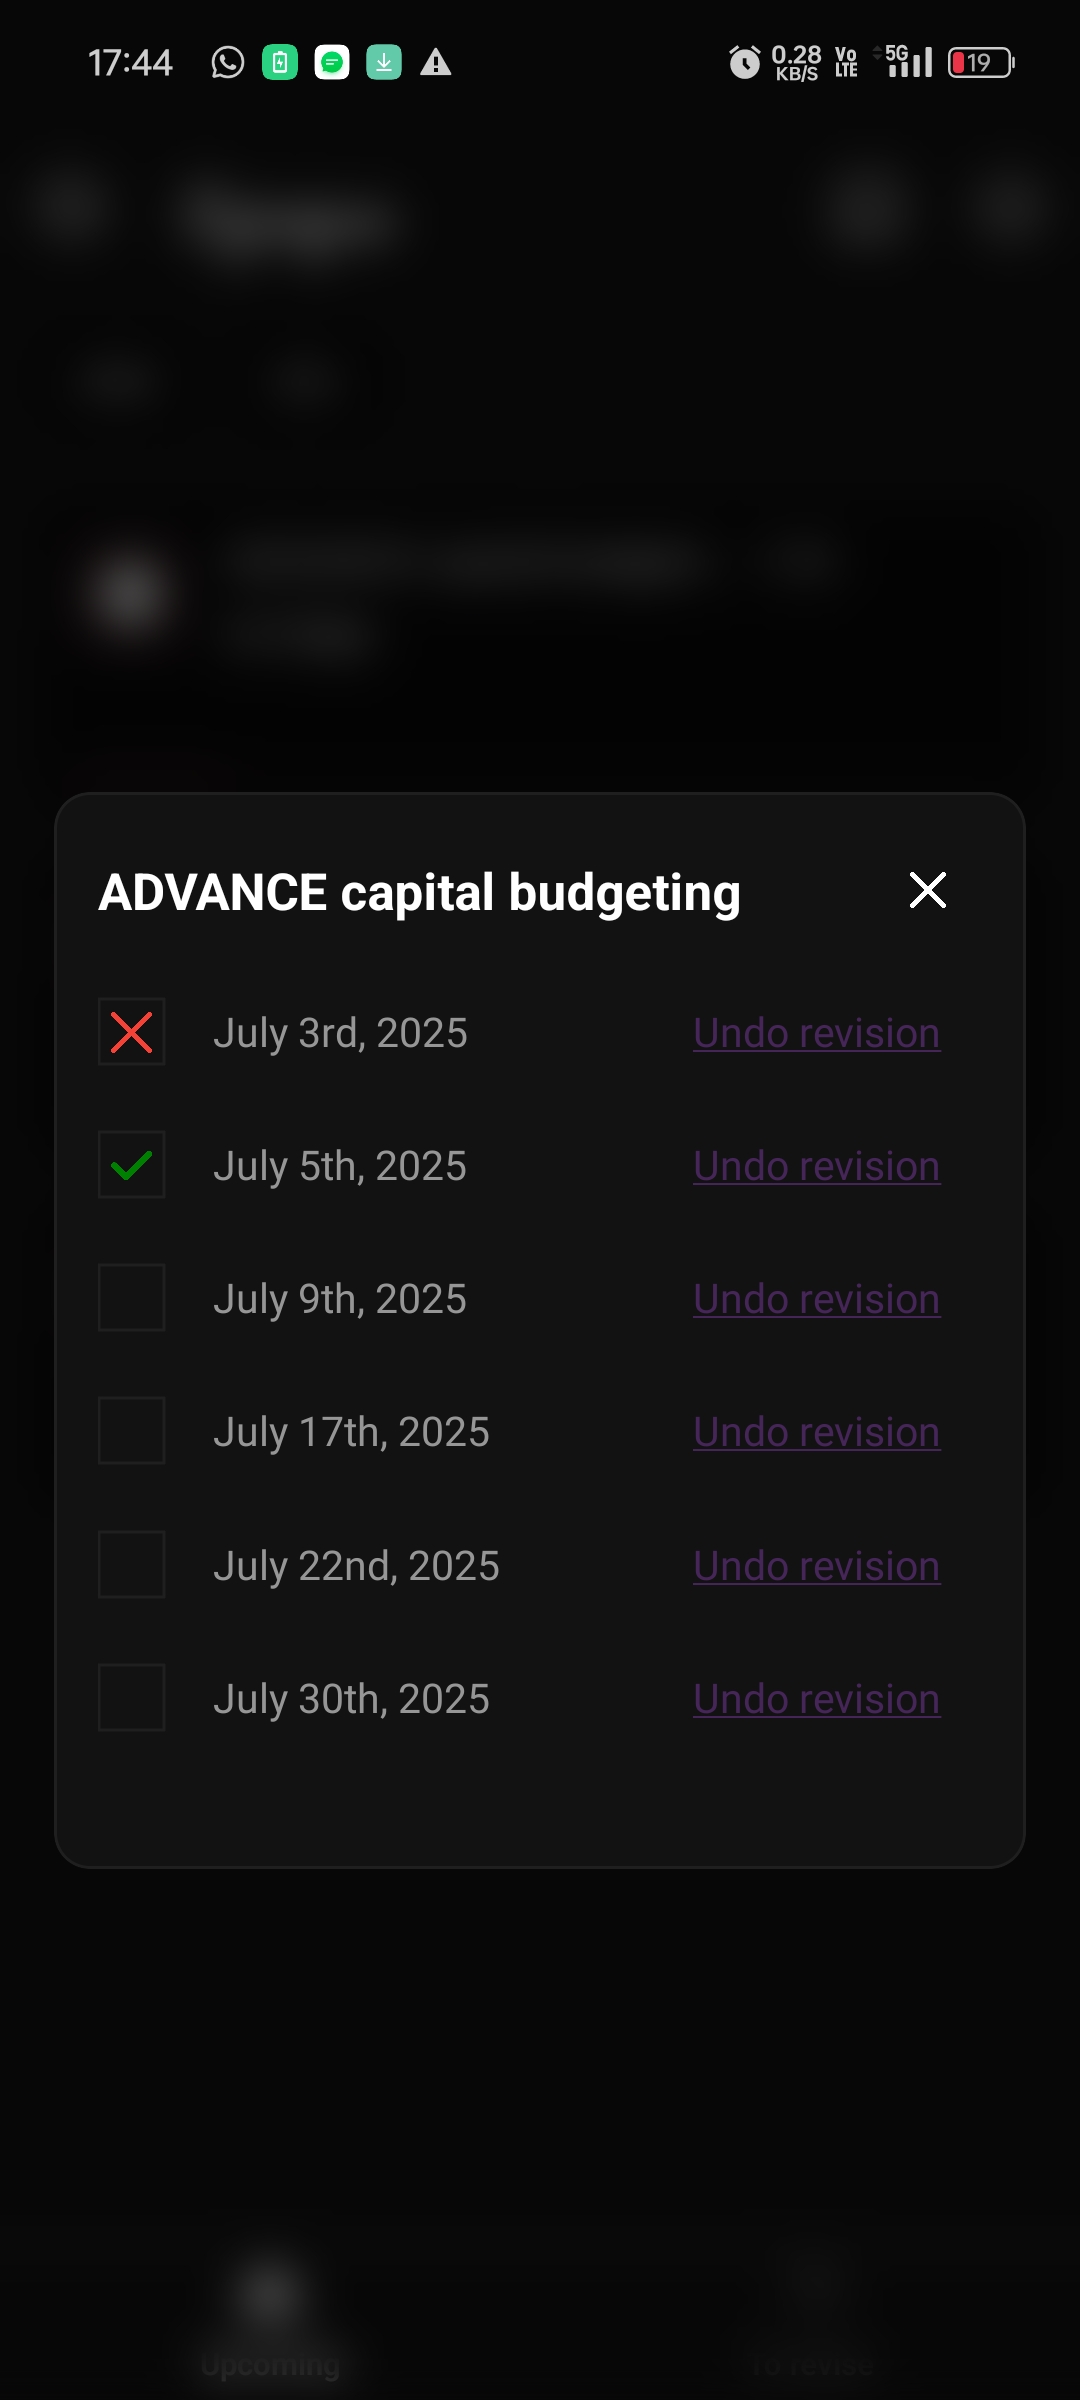 17:44
0.28
KB/S
Vo
LTE
5G
19
ADVANCE capital budgeting
July 3rd, 2025 Undo revision
July 5th, 2025 Undo revision
July 9th, 2025 Undo revision
July 17th, 2025 Undo revision
July 22nd, 2025 Undo revision
July 30th, 2025 Undo revision
Upcoming To revise